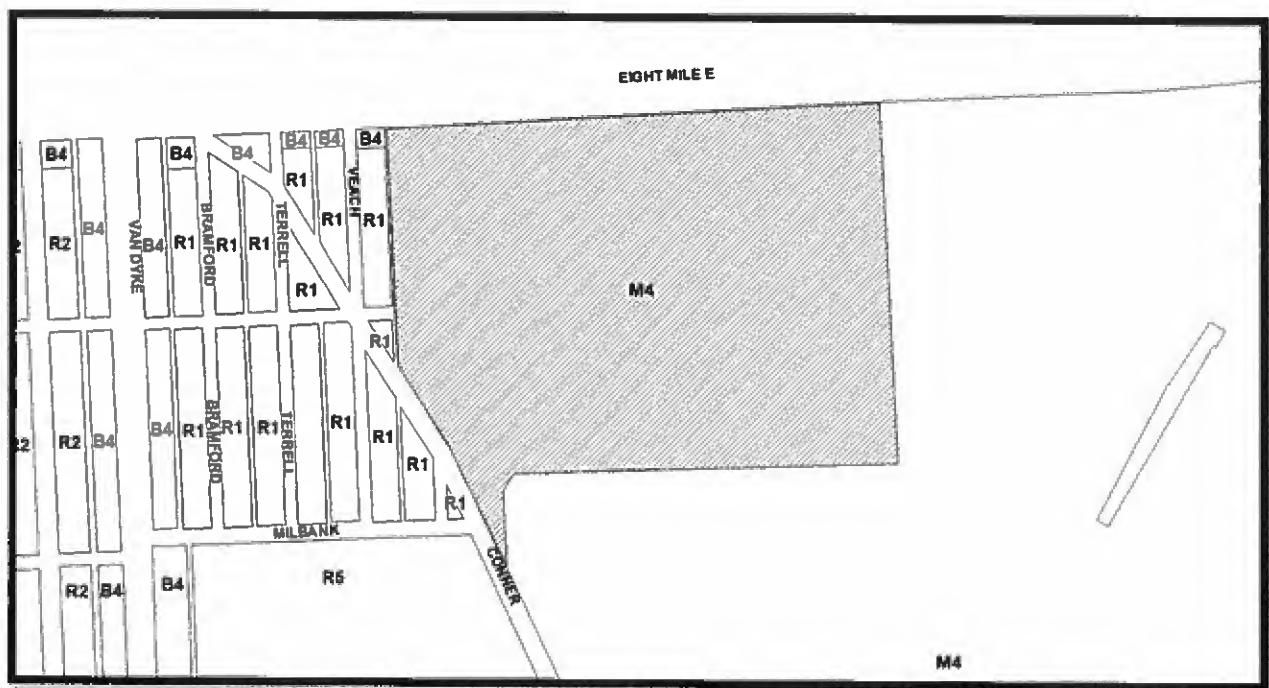 EIGHT MILE E
B4
B4
B4
B4
B4
B4
R1
VEACH
R2
B4
VAN DYKE
B4
R1
BRAMFORD
R1
R1
TERRELL
R1
R1
R1
M4
R1
R2
B4
B4
R1
BRAMFORD
R1
R1
TERRELL
R1
R1
R1
R1
MILBANK
CONNER
R2
B4
B4
R5
M4